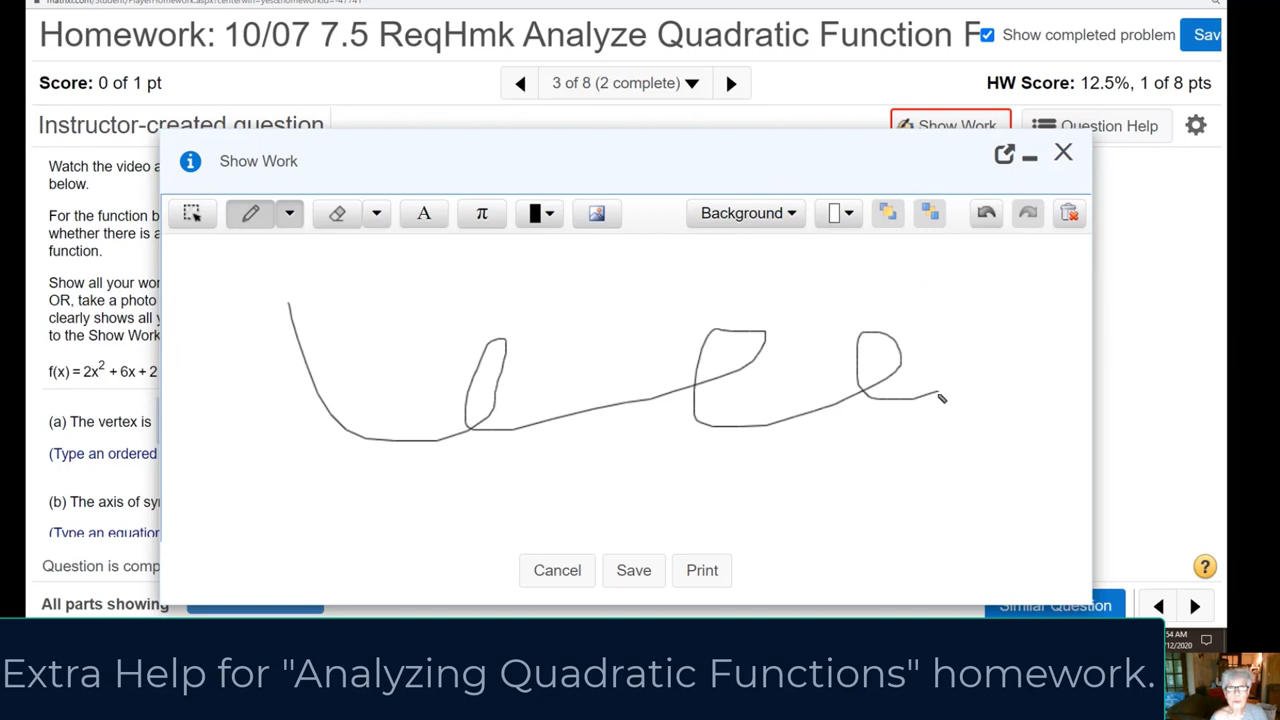 Homework: 10/07 7.5 ReqHmk Analyze Quadratic Function F
Show completed problem
Sav
Score: 0 of 1 pt
3 of 8 (2 complete)
HW Score: 12.5%, 1 of 8 pts
Instructor-created question
Show Work
Question Help
Watch the video a
below.
For the function b
whether there is a
function.
Show all your wor
OR, take a photo
clearly shows all y
to the Show Work
f(x) = 2x² + 6x + 2
(a) The vertex is
(Type an ordered
(b) The axis of syn
(Type an equation
Question is comp
All parts showing
Show Work
A
π
Background
Cancel
Save
Print
?
Similar Question
54 AM
/12/2020
Extra Help for "Analyzing Quadratic Functions" homework.